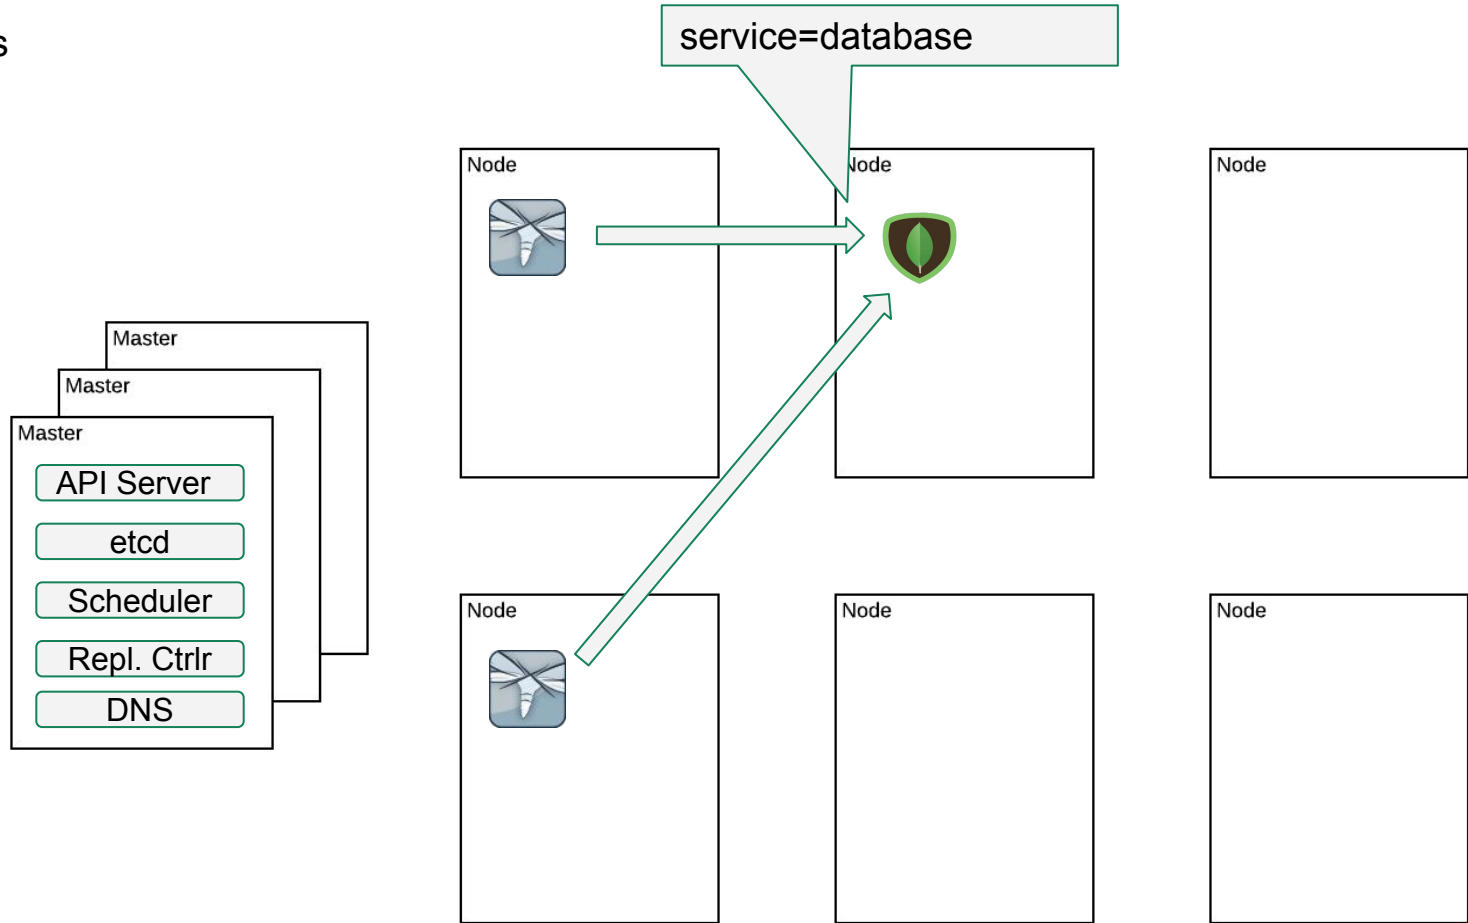 s
service=database
Node
Node
Node
Master
Master
Master
API Server
etcd
Scheduler
Repl. Ctrlr
DNS
Node
Node
Node